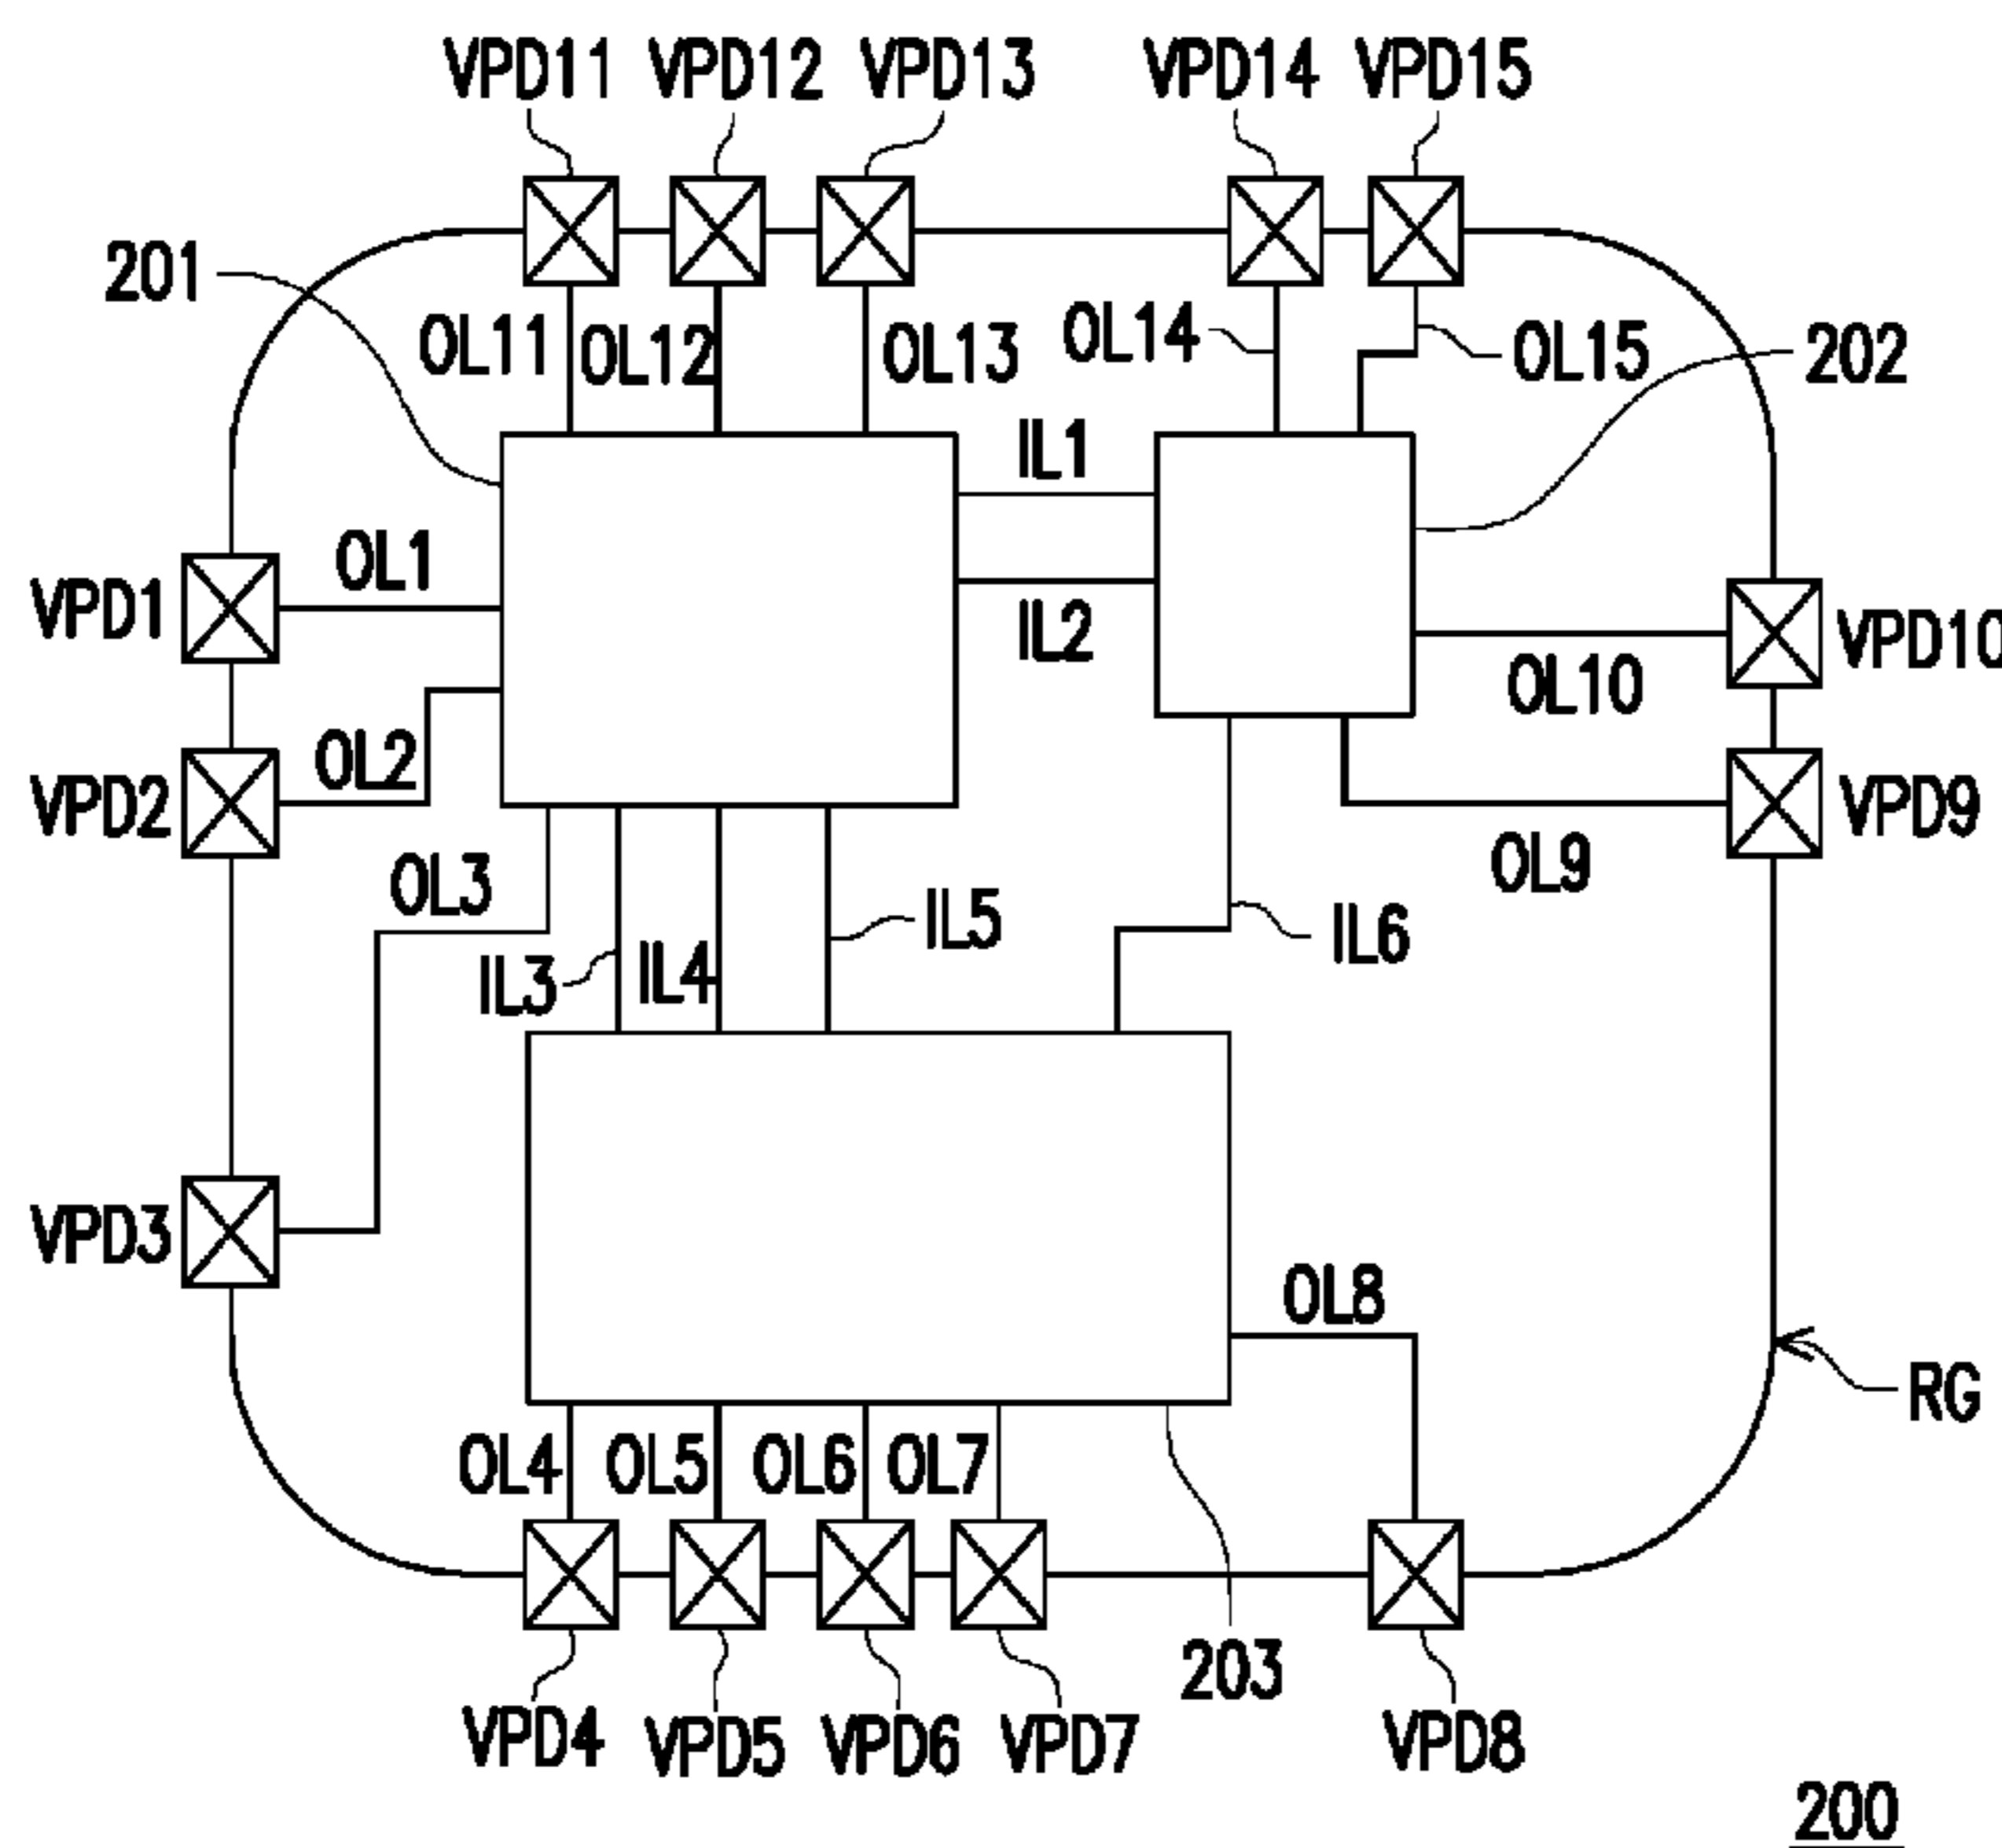 VPD11 VPD12 VPD13 VPD14 VPD15
201 OL11 OL12 OL13 OL14 OL15 202
IL1
VPD1 OL1
IL2
VPD10
OL10
VPD2 OL2
VPD9
OL3 OL9
IL3 IL4 IL5 IL6
VPD3
OL8
RG
OL4 OL5 OL6 OL7
203
VPD4 VPD5 VPD6 VPD7 VPD8
200